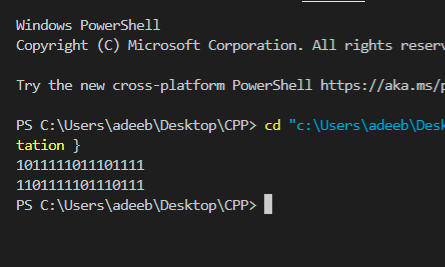 Windows PowerShell
Copyright (C) Microsoft Corporation. All rights reserv
Try the new cross-platform PowerShell https://aka.ms/p
PS C:\Users\adeeb\Desktop\CPP> cd "c:\Users\adeeb\Desk
tation }
1011111011101111
1101111101110111
PS C:\Users\adeeb\Desktop\CPP>